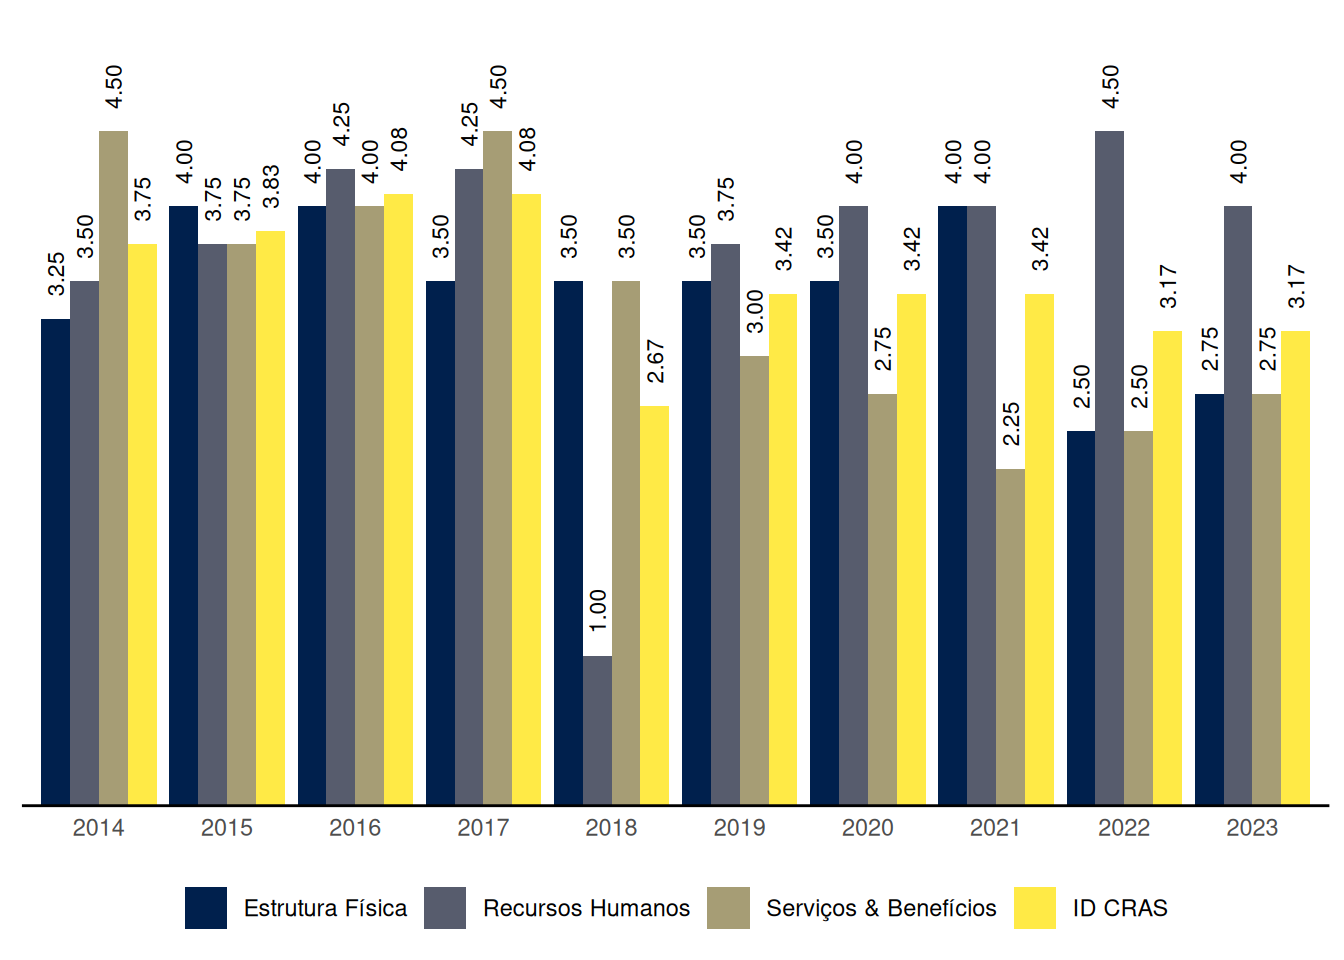 3.25 3.50 4.50 3.75
4.00 3.75 3.75 3.83
4.00 4.25 4.00 4.08
3.50 4.25 4.50 4.08
3.50 1.00 3.50 2.67
3.50 3.75 3.00 3.42
3.50 4.00 2.75 3.42
4.00 4.00 2.25 3.42
2.50 4.50 2.50 3.17
2.75 4.00 2.75 3.17
2014 2015 2016 2017 2018 2019 2020 2021 2022 2023
Estrutura Física Recursos Humanos Serviços & Benefícios ID CRAS